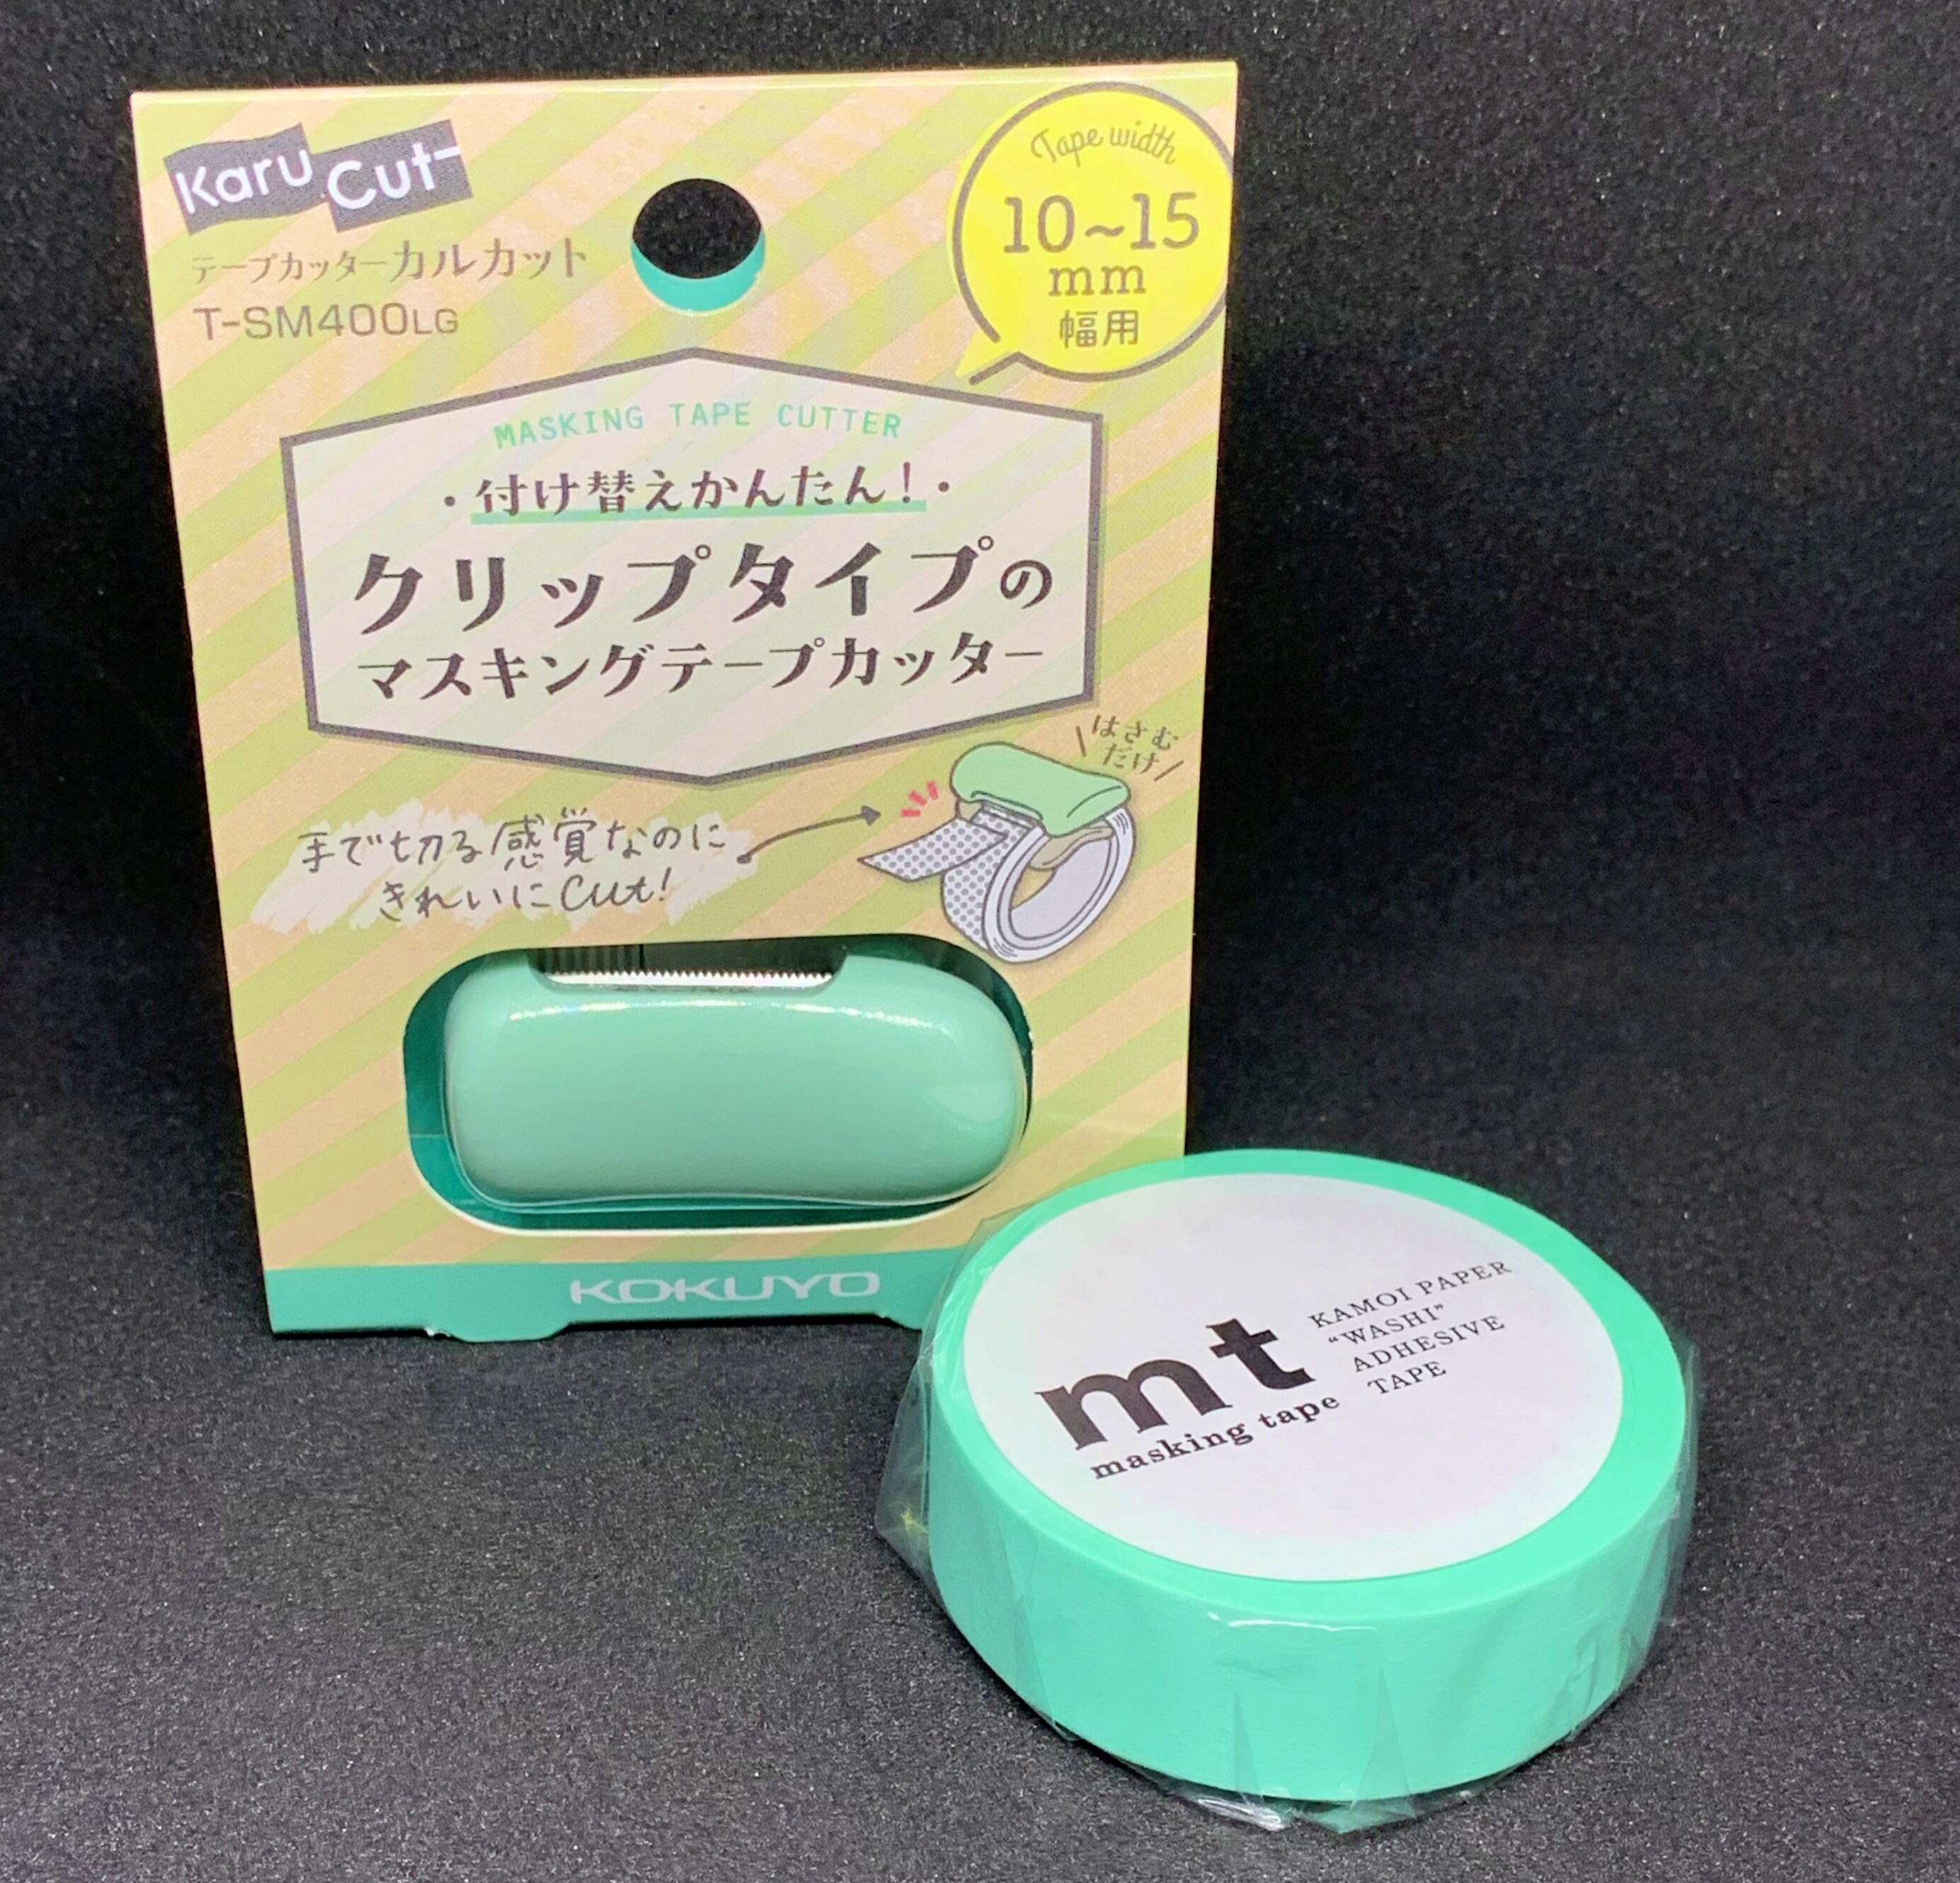 Karu Cut
テープカッターカルカット
T-SM400LG
Tape width
10~15
mm
幅用
MASKING TAPE CUTTER
・付け替えかんたん!・
クリップタイプの
マスキングテープカッター
はさむ
だけ
手で切る感覚なのに
きれいにCut!
KOKUYO
mt
masking tape
KAMOI PAPER
“WASHI”
ADHESIVE
TAPE